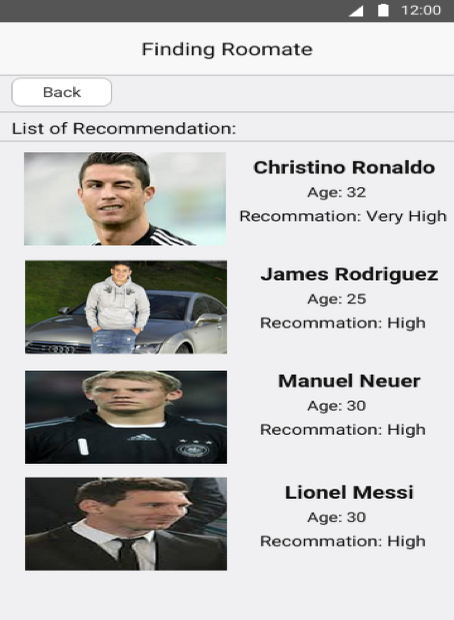 12:00
Finding Roomate
Back
List of Recommendation:
Christino Ronaldo
Age: 32
Recommation: Very High
James Rodriguez
Age: 25
Recommation: High
Manuel Neuer
Age: 30
Recommation: High
Lionel Messi
Age: 30
Recommation: High